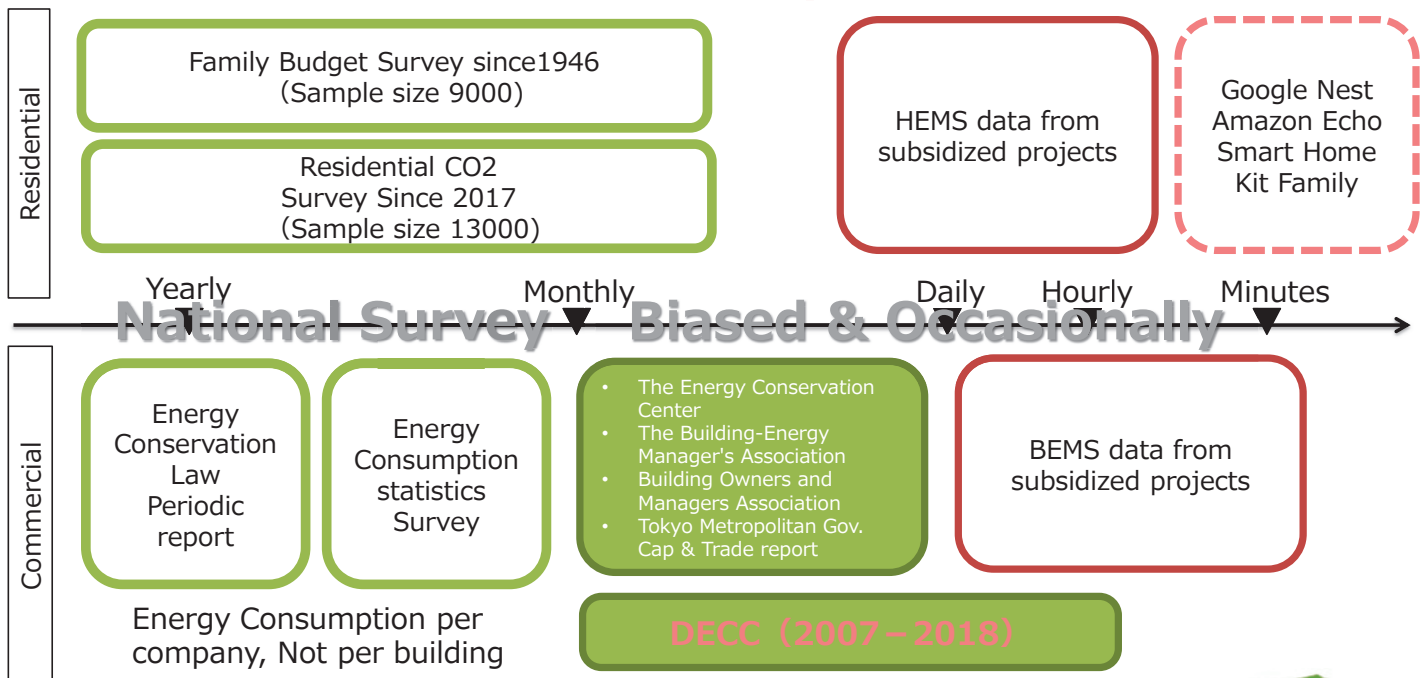 Residential
Family Budget Survey since1946
(Sample size 9000)
Residential CO2
Survey Since 2017
(Sample size 13000)
HEMS data from
subsidized projects
Google Nest
Amazon Echo
Smart Home
Kit Family
Yearly
Monthly
Daily
Hourly
Minutes
National Survey
Biased & Occasionally
Commercial
Energy
Conservation
Law
Periodic
report
Energy
Consumption
statistics
Survey
• The Energy Conservation
Center
• The Building-Energy
Manager's Association
• Building Owners and
Managers Association
• Tokyo Metropolitan Gov.
Cap & Trade report
BEMS data from
subsidized projects
Energy Consumption per
company, Not per building
DECC（2007－2018）